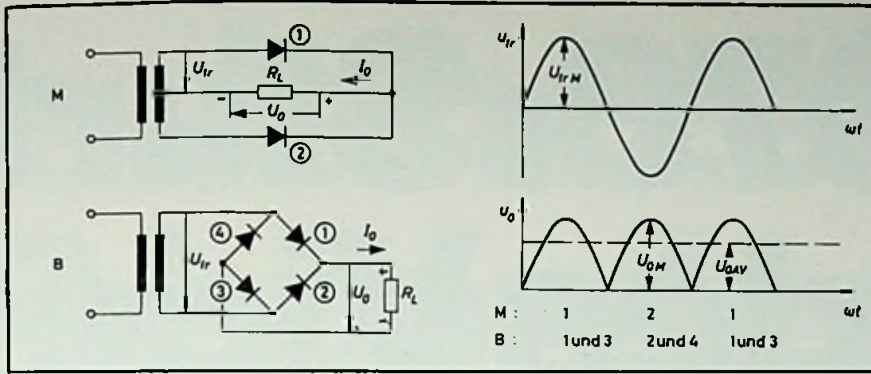 M
U_tr
①
R_L
I_0
- U_0 +
②
u_tr
U_tr M
ωt
B
U_tr
④ ①
③ ②
I_0
U_0
+
-
R_L
u_0
U_0M
U_0AV
ωt
M : 1 2 1
B : 1 und 3 2 und 4 1 und 3